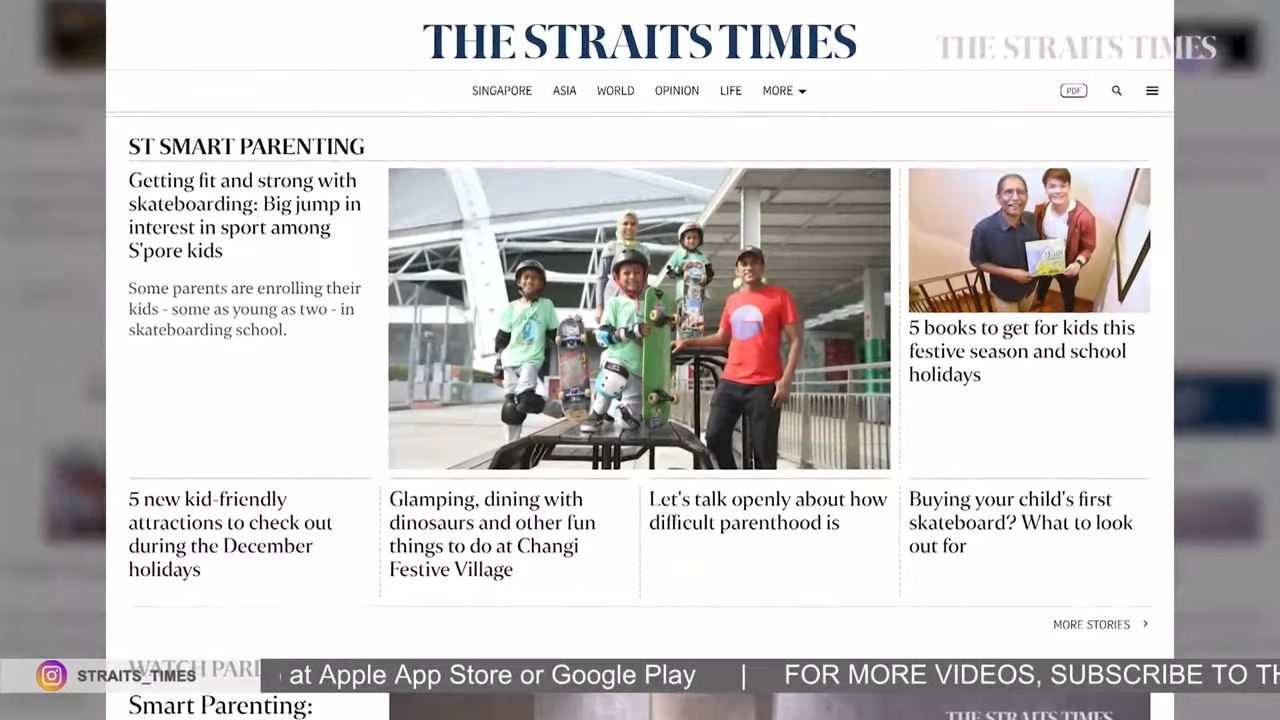 THE STRAITS TIMES
THE STRAITS TIMES
SINGAPORE ASIA WORLD OPINION LIFE MORE
PDF
ST SMART PARENTING
Getting fit and strong with
skateboarding: Big jump in
interest in sport among
S'pore kids
Some parents are enrolling their
kids - some as young as two - in
skateboarding school.
5 books to get for kids this
festive season and school
holidays
5 new kid-friendly
attractions to check out
during the December
holidays
Glamping, dining with
dinosaurs and other fun
things to do at Changi
Festive Village
Let's talk openly about how
difficult parenthood is
Buying your child's first
skateboard? What to look
out for
MORE STORIES
WATCH
STRAITS_TIMES
at Apple App Store or Google Play | FOR MORE VIDEOS, SUBSCRIBE TO
Smart Parenting:
THE STRAITS TIMES